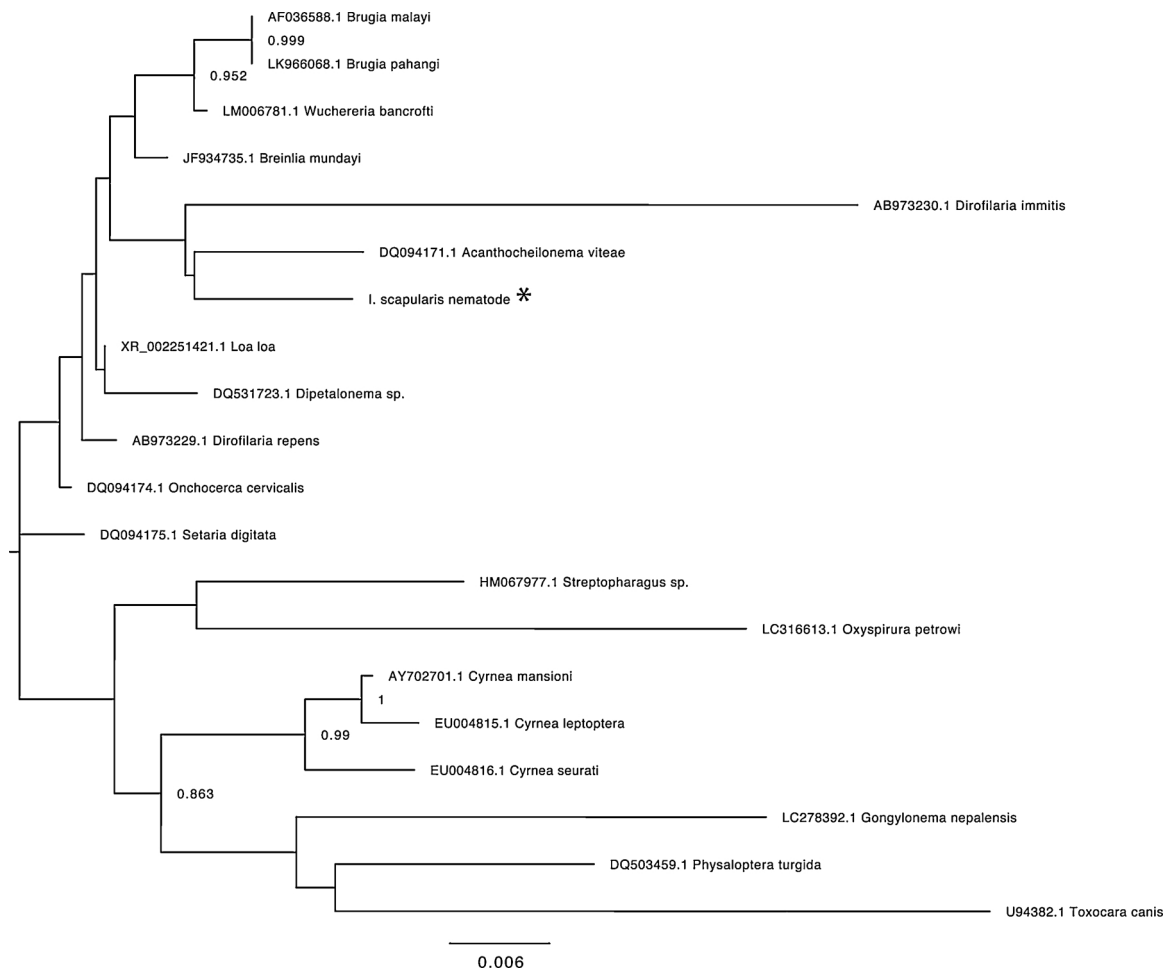 AF036588.1 Brugia malayi
0.999
LK966068.1 Brugia pahangi
0.952
LM006781.1 Wuchereria bancrofti
JF934735.1 Breinlia mundayi
AB973230.1 Dirofilaria immitis
DQ094171.1 Acanthocheilonema viteae
I. scapularis nematode *
XR_002251421.1 Loa loa
DQ531723.1 Dipetalonema sp.
AB973229.1 Dirofilaria repens
DQ094174.1 Onchocerca cervicalis
DQ094175.1 Setaria digitata
HM067977.1 Streptopharagus sp.
LC316613.1 Oxyspirura petrowi
AY702701.1 Cyrnea mansioni
1
EU004815.1 Cyrnea leptoptera
0.99
EU004816.1 Cyrnea seurati
0.863
LC278392.1 Gongylonema nepalensis
DQ503459.1 Physaloptera turgida
U94382.1 Toxocara canis
0.006